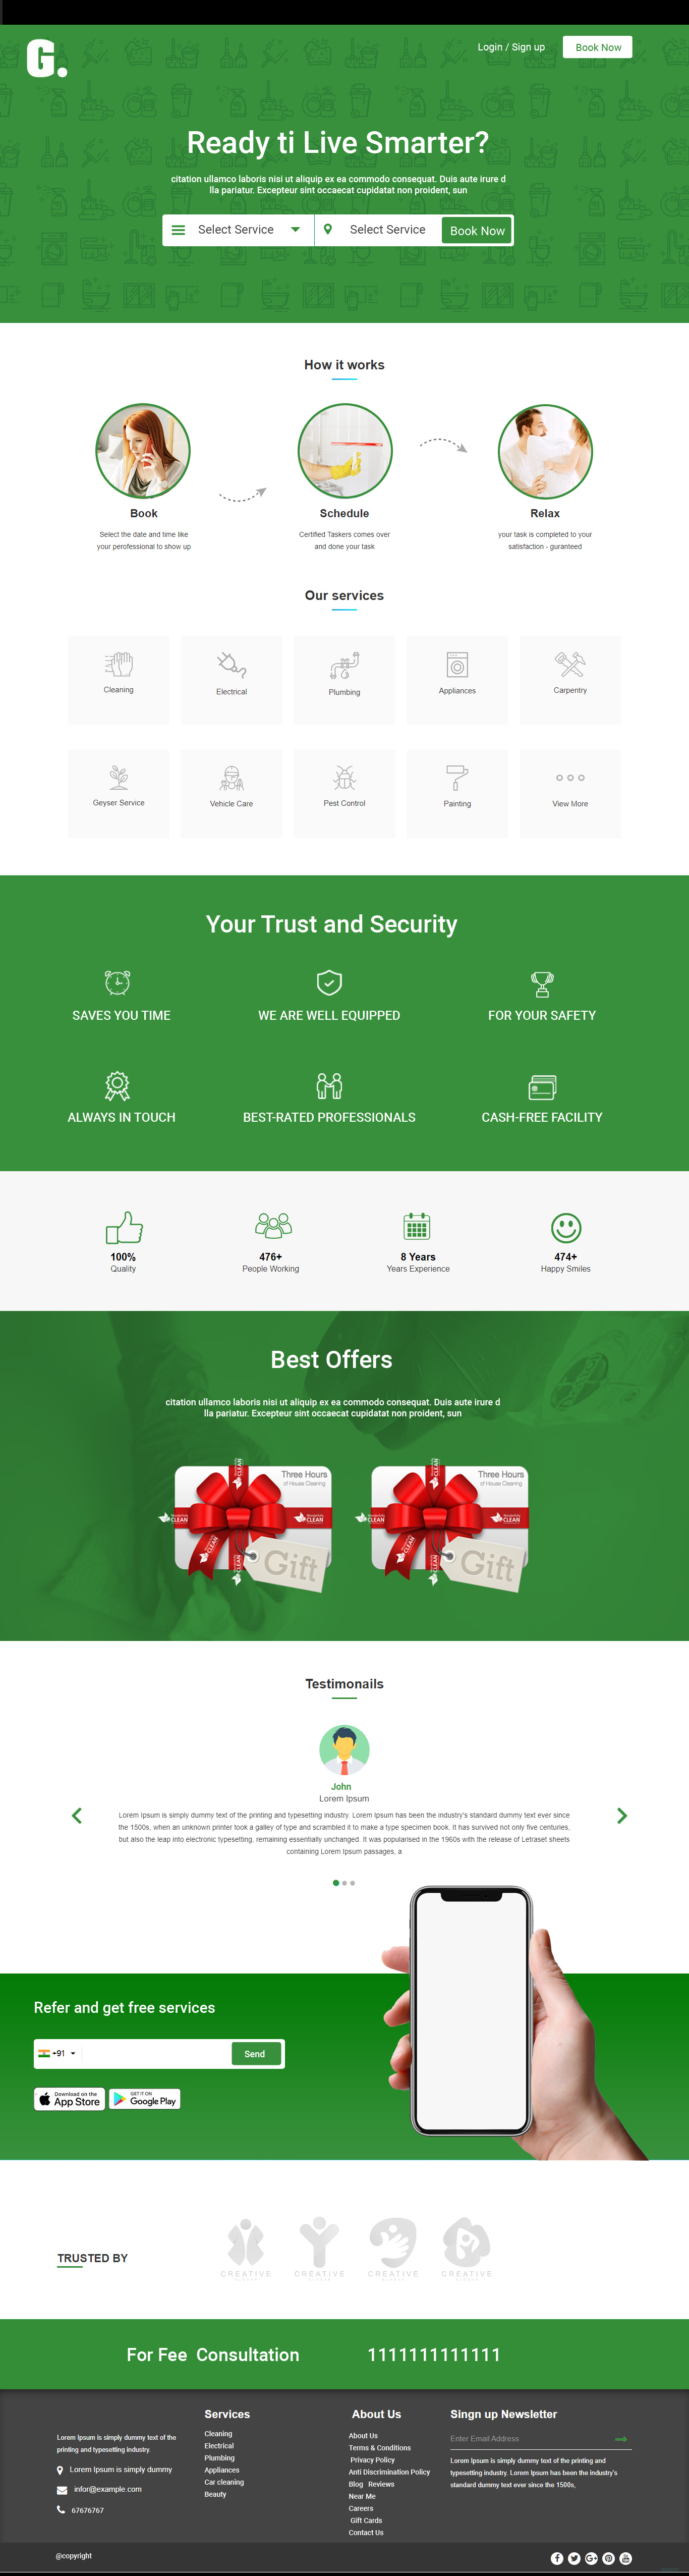 G.
Login / Sign up
Book Now
Ready ti Live Smarter?
citation ullamco laboris nisi ut aliquip ex ea commodo consequat. Duis aute irure d
lla pariatur. Excepteur sint occaecat cupidatat non proident, sun
Select Service
Select Service
Book Now
How it works
Book
Schedule
Relax
Select the date and time like
your perofessional to show up
Certified Taskers comes over
and done your task
your task is completed to your
satisfaction - guranteed
Our services
Cleaning
Electrical
Plumbing
Appliances
Carpentry
Geyser Service
Vehicle Care
Pest Control
Painting
View More
Your Trust and Security
SAVES YOU TIME
WE ARE WELL EQUIPPED
FOR YOUR SAFETY
ALWAYS IN TOUCH
BEST-RATED PROFESSIONALS
CASH-FREE FACILITY
100%
Quality
476+
People Working
8 Years
Years Experience
474+
Happy Smiles
Best Offers
citation ullamco laboris nisi ut aliquip ex ea commodo consequat. Duis aute irure d
lla pariatur. Excepteur sint occaecat cupidatat non proident, sun
Three Hours
of House Cleaning
CLEAN
CLEAN
CLEAN
CLEAN
Gift
Three Hours
of House Cleaning
CLEAN
CLEAN
CLEAN
CLEAN
Gift
Testimonails
John
Lorem Ipsum
Lorem Ipsum is simply dummy text of the printing and typesetting industry. Lorem Ipsum has been the industry's standard dummy text ever since
the 1500s, when an unknown printer took a galley of type and scrambled it to make a type specimen book. It has survived not only five centuries,
but also the leap into electronic typesetting, remaining essentially unchanged. It was popularised in the 1960s with the release of Letraset sheets
containing Lorem Ipsum passages, a
Refer and get free services
+91
Send
Download on the
App Store
GET IT ON
Google Play
TRUSTED BY
CREATIVE
CREATIVE
CREATIVE
CREATIVE
For Fee Consultation
1111111111111
Lorem Ipsum is simply dummy text of the
printing and typesetting industry.
Lorem Ipsum is simply dummy
infor@example.com
67676767
Services
Cleaning
Electrical
Plumbing
Appliances
Car cleaning
Beauty
About Us
About Us
Terms & Conditions
Privacy Policy
Anti Discrimination Policy
Blog Reviews
Near Me
Careers
Gift Cards
Contact Us
Singn up Newsletter
Enter Email Address
Lorem Ipsum is simply dummy text of the printing and
typesetting industry. Lorem Ipsum has been the industry's
standard dummy text ever since the 1500s,
@copyright